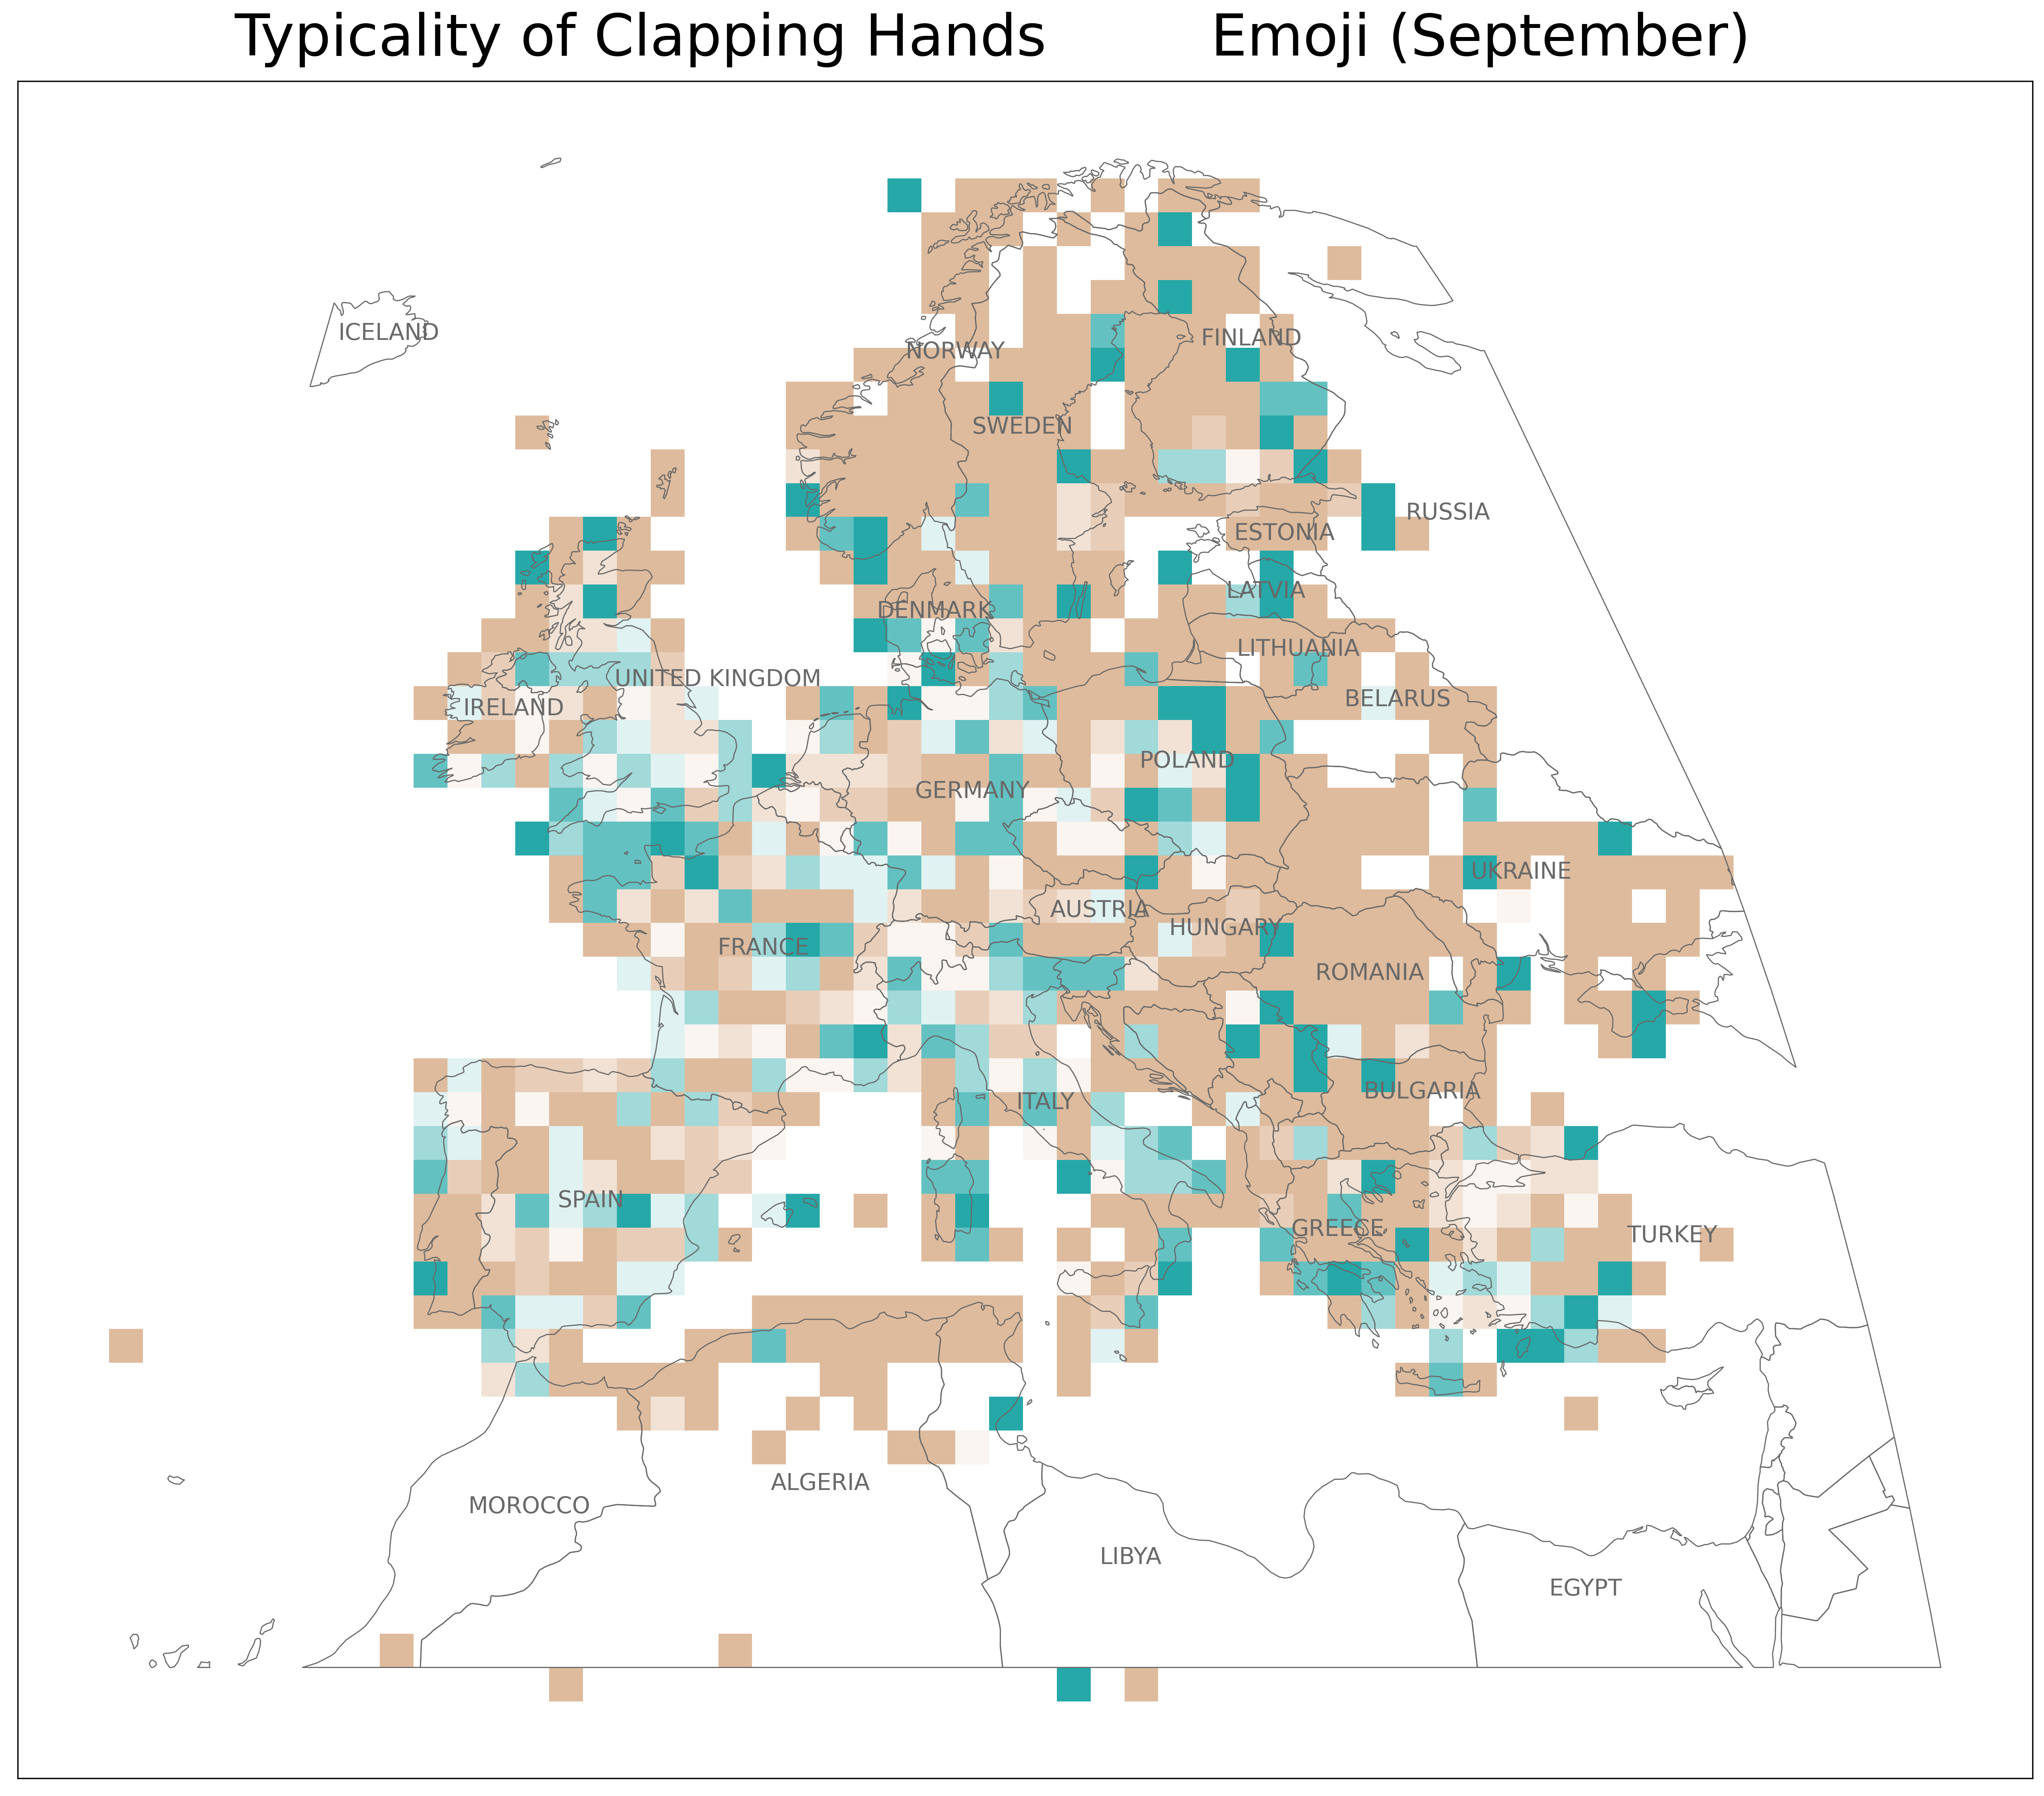 Typicality of Clapping Hands Emoji (September)
ICELAND
NORWAY
FINLAND
SWEDEN
RUSSIA
ESTONIA
LATVIA
DENMARK
LITHUANIA
UNITED KINGDOM
BELARUS
IRELAND
POLAND
GERMANY
UKRAINE
AUSTRIA
HUNGARY
FRANCE
ROMANIA
BULGARIA
ITALY
SPAIN
GREECE
TURKEY
ALGERIA
MOROCCO
LIBYA
EGYPT